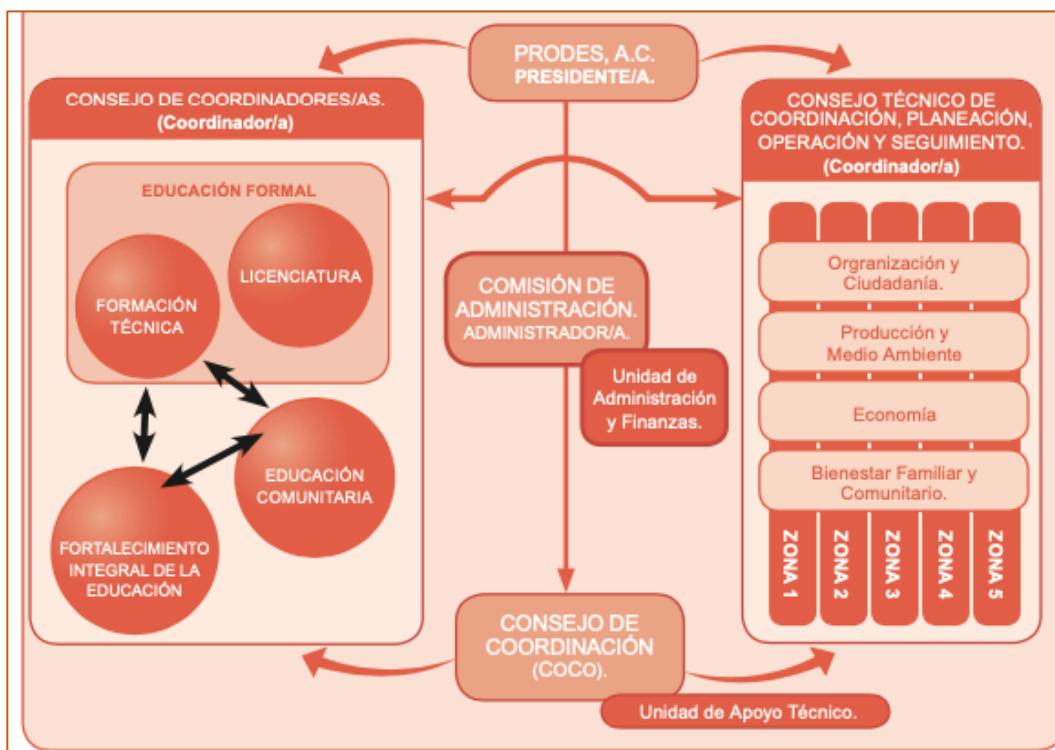 PRODES, A.C.
PRESIDENTE/A.
CONSEJO DE COORDINADORES/AS.
(Coordinador/a)
EDUCACIÓN FORMAL
LICENCIATURA
FORMACIÓN
TÉCNICA
EDUCACIÓN
COMUNITARIA
FORTALECIMIENTO
INTEGRAL DE LA
EDUCACIÓN
COMISIÓN DE
ADMINISTRACIÓN.
ADMINISTRADOR/A.
Unidad de
Administración
y Finanzas.
CONSEJO DE
COORDINACIÓN
(COCO).
Unidad de Apoyo Técnico.
CONSEJO TÉCNICO DE
COORDINACIÓN, PLANEACIÓN,
OPERACIÓN Y SEGUIMIENTO.
(Coordinador/a)
Orgranización y
Ciudadanía.
Producción y
Medio Ambiente
Economía
Bienestar Familiar y
Comunitario.
ZONA 1
ZONA 2
ZONA 3
ZONA 4
ZONA 5